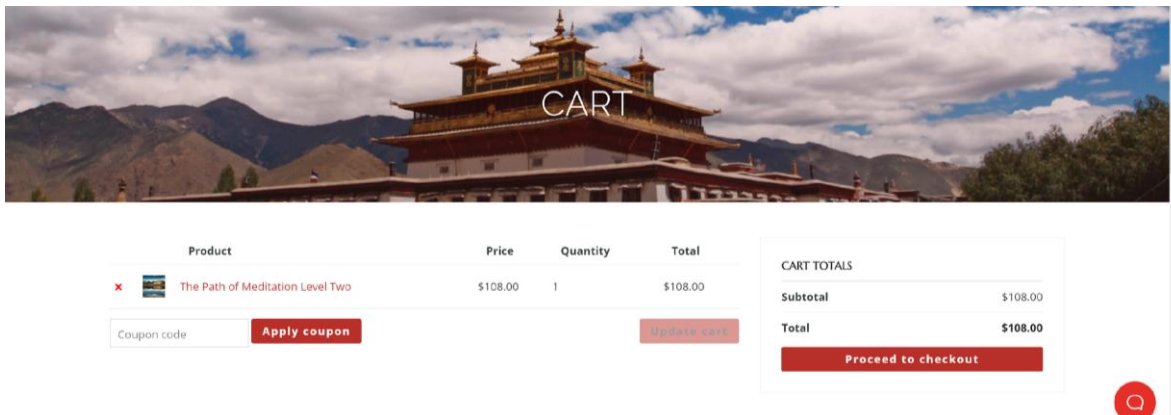 CART
Product Price Quantity Total
× The Path of Meditation Level Two $108.00 1 $108.00
Coupon code Apply coupon Update cart
CART TOTALS
Subtotal $108.00
Total $108.00
Proceed to checkout